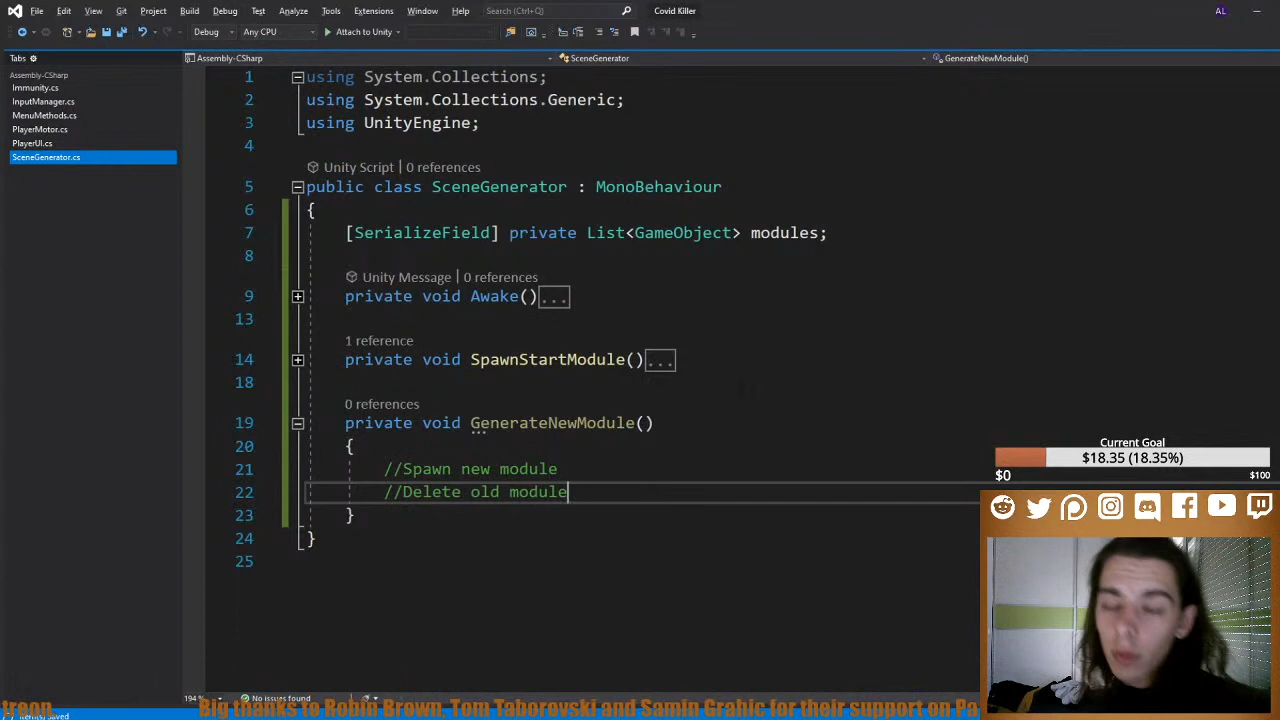 File Edit View Git Project Build Debug Test Analyze Tools Extensions Window Help Search (Ctrl+Q) Covid Killer AL
Debug Any CPU Attach to Unity
Tabs
Assembly-CSharp SceneGenerator GenerateNewModule()
Assembly-CSharp
Immunity.cs
InputManager.cs
MenuMethods.cs
PlayerMotor.cs
PlayerUI.cs
SceneGenerator.cs
1 using System.Collections;
2 using System.Collections.Generic;
3 using UnityEngine;
4
Unity Script | 0 references
5 public class SceneGenerator : MonoBehaviour
6 {
7 [SerializeField] private List<GameObject> modules;
8
Unity Message | 0 references
9 private void Awake()...
13
1 reference
14 private void SpawnStartModule()...
18
0 references
19 private void GenerateNewModule()
20 {
21 //Spawn new module
22 //Delete old module
23 }
24 }
25
Current Goal
$18.35 (18.35%)
$0 $100
194 % No issues found
treon. Big thanks to Robin Brown, Tom Taborovski and Samin Grahic for their support on Pa
Item(s) Saved